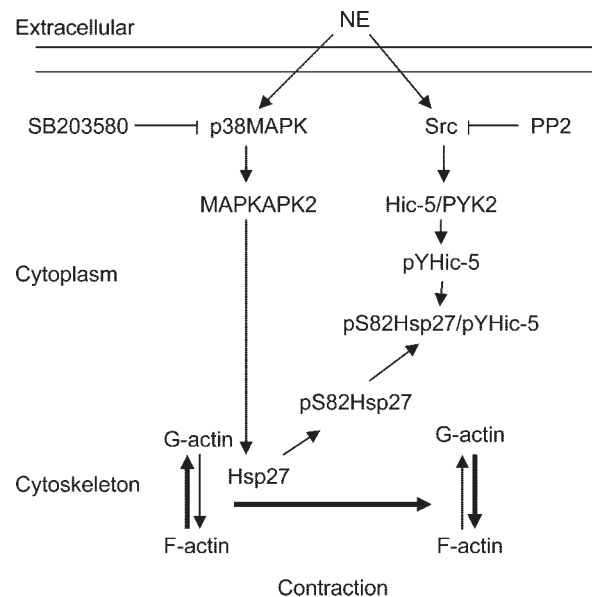 NE
Extracellular
SB203580 p38MAPK Src PP2
MAPKAPK2 Hic-5/PYK2
pYHic-5
Cytoplasm
pS82Hsp27/pYHic-5
pS82Hsp27
G-actin G-actin
Hsp27
Cytoskeleton
F-actin F-actin
Contraction